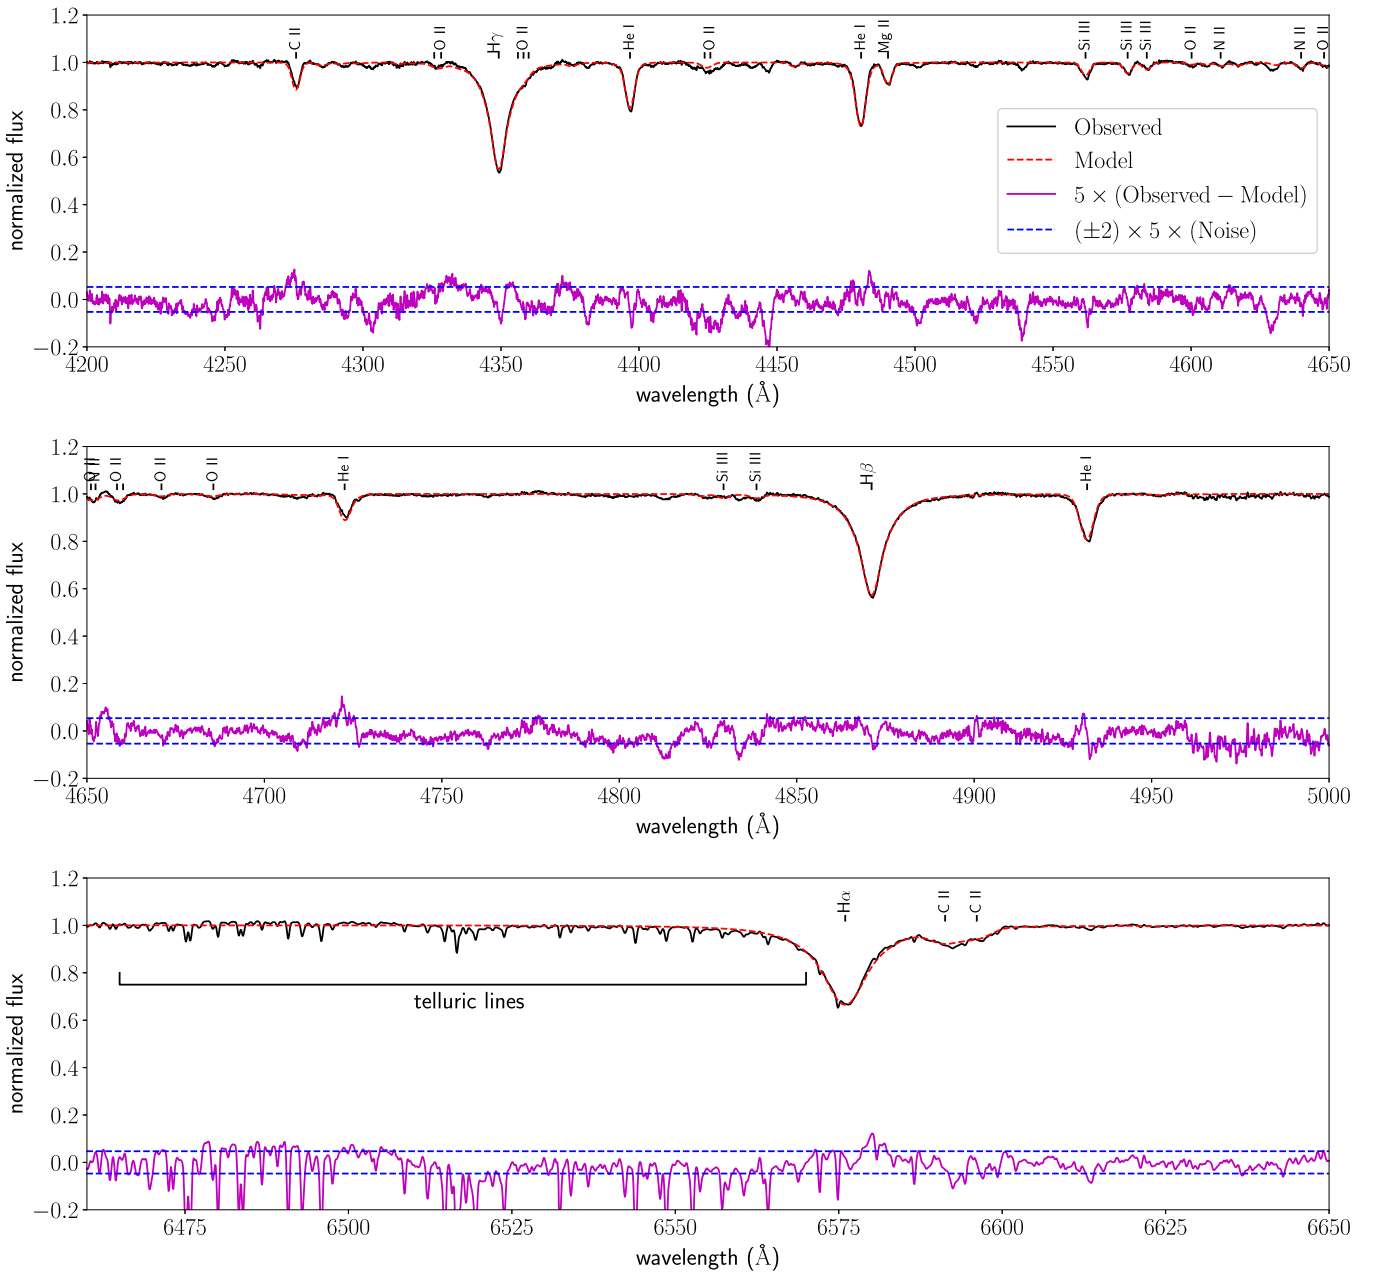 1.2
1.0
0.8
0.6
0.4
0.2
0.0
−0.2
normalized flux
C II
O II
Hγ
O II
He I
O II
He I
Mg II
Si III
Si III
Si III
O II
N II
N II
O II
Observed
Model
5 × (Observed − Model)
(±2) × 5 × (Noise)
4200 4250 4300 4350 4400 4450 4500 4550 4600 4650
wavelength (Å)
1.2
1.0
0.8
0.6
0.4
0.2
0.0
−0.2
normalized flux
O II
N II
O II
O II
O II
He I
Si III
Si III
Hβ
He I
4650 4700 4750 4800 4850 4900 4950 5000
wavelength (Å)
1.2
1.0
0.8
0.6
0.4
0.2
0.0
−0.2
normalized flux
Hα
C II
C II
telluric lines
6475 6500 6525 6550 6575 6600 6625 6650
wavelength (Å)